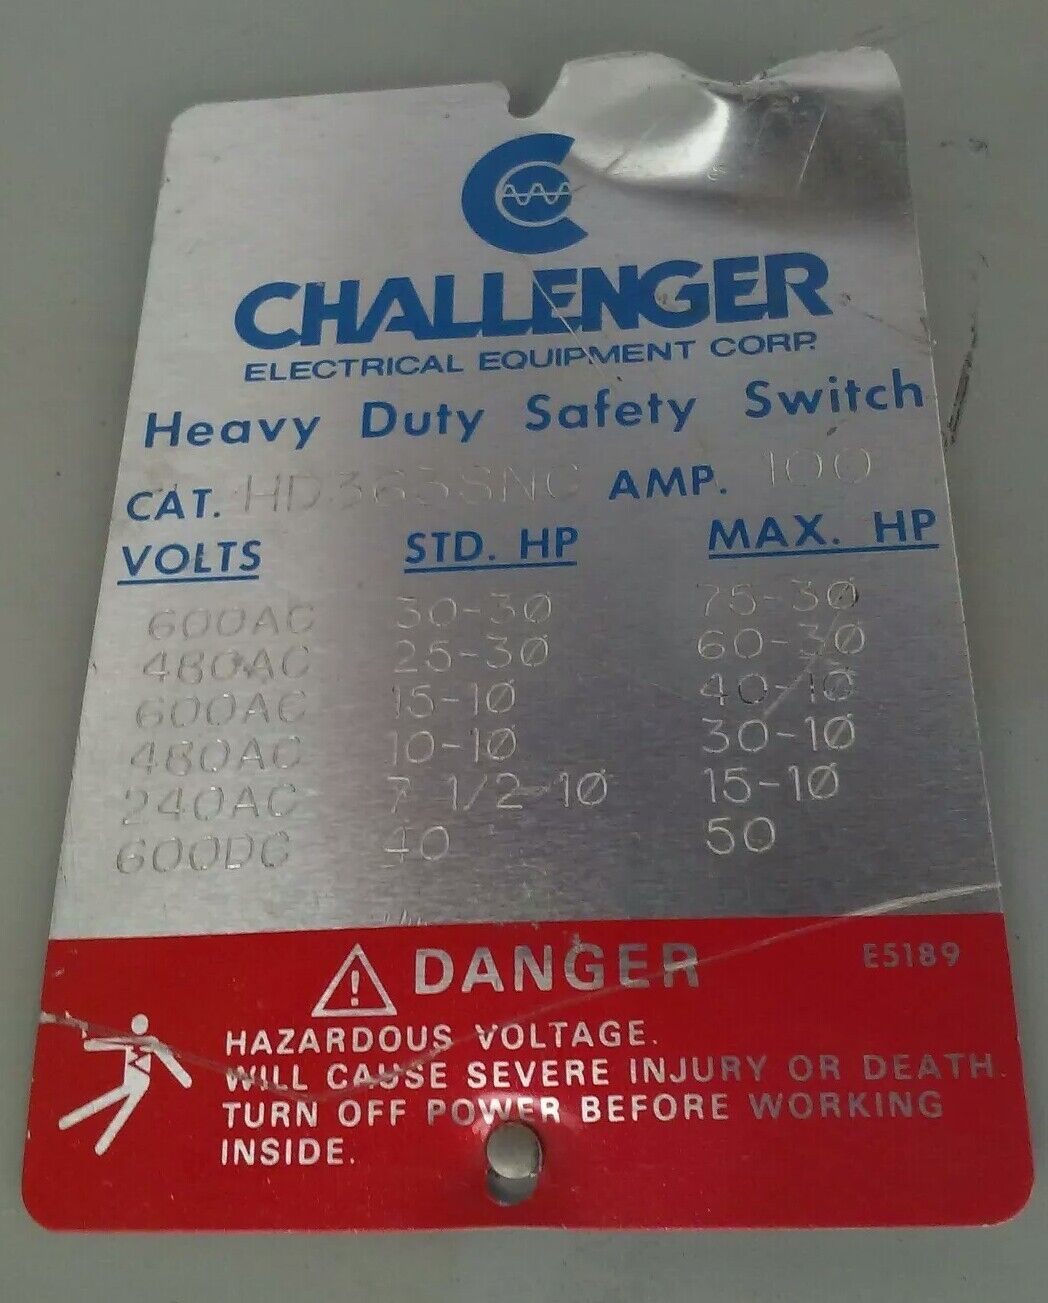 CHALLENGER
ELECTRICAL EQUIPMENT CORP.
Heavy Duty Safety Switch
CAT. HD363SNC AMP. 100
VOLTS STD. HP MAX. HP
600AC 30-3Ø 75-3Ø
480AC 25-3Ø 60-3Ø
600AC 15-1Ø 40-1Ø
480AC 10-1Ø 30-1Ø
240AC 7 1/2-1Ø 15-1Ø
600DC 40 50
DANGER E5189
HAZARDOUS VOLTAGE.
WILL CAUSE SEVERE INJURY OR DEATH.
TURN OFF POWER BEFORE WORKING
INSIDE.